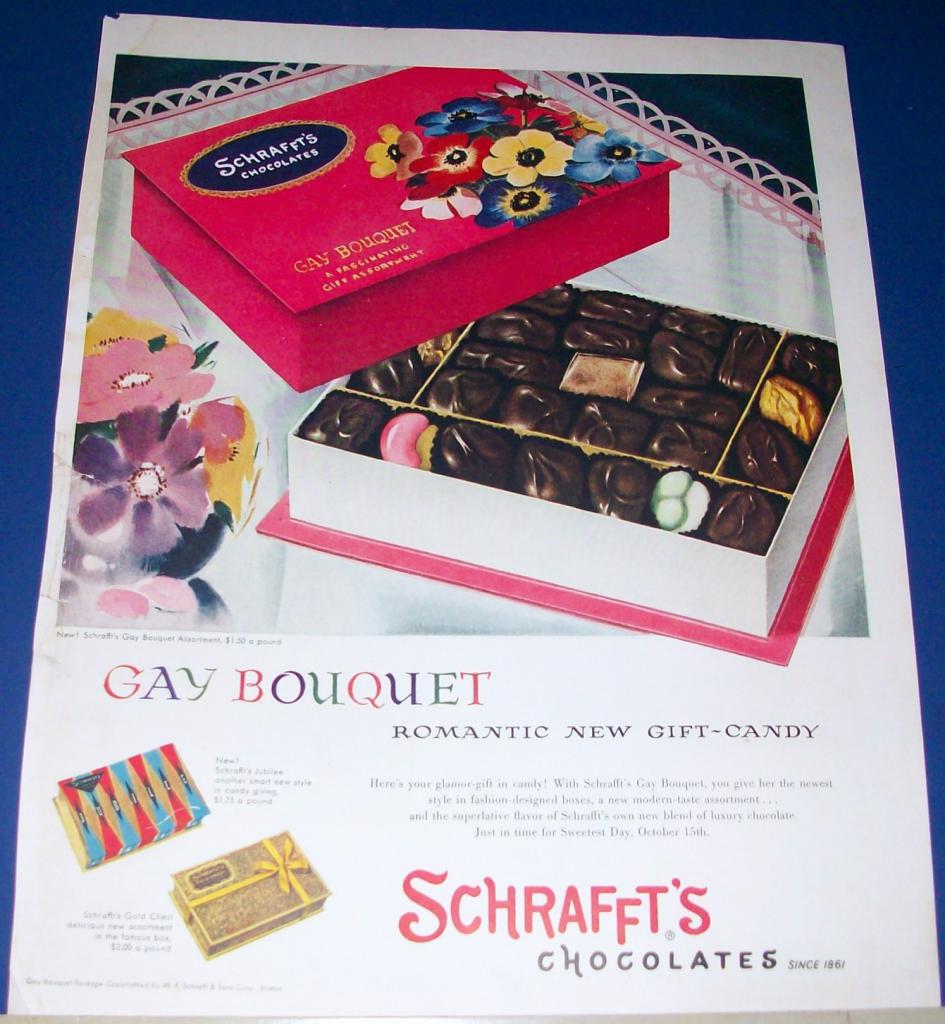 SCHRAFFT'S
CHOCOLATES
GAY BOUQUET
A FASCINATING
GIFT ASSORTMENT
New! Schrafft's Gay Bouquet Assortment, $1.50 a pound
GAY BOUQUET
ROMANTIC NEW GIFT-CANDY
New!
Schrafft's Jubilee
another smart new style
in candy giving,
$1.75 a pound
Here's your glamor-gift in candy! With Schrafft's Gay Bouquet, you give her the newest
style in fashion-designed boxes, a new modern-taste assortment . . .
and the superlative flavor of Schrafft's own new blend of luxury chocolate.
Just in time for Sweetest Day, October 15th.
Schrafft's Gold Chest
delicious new assortment
in the famous box,
$2.00 a pound
SCHRAFFT'S®
CHOCOLATES SINCE 1861
Gay Bouquet Package Copyrighted by W. F. Schrafft & Sons Corp. Boston